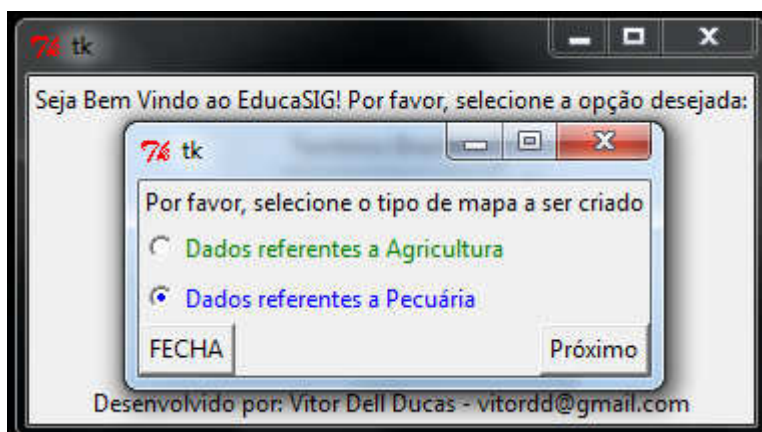 tk
Seja Bem Vindo ao EducaSIG! Por favor, selecione a opção desejada:
tk
Por favor, selecione o tipo de mapa a ser criado
Dados referentes a Agricultura
Dados referentes a Pecuária
FECHA
Próximo
Desenvolvido por: Vitor Dell Ducas - vitordd@gmail.com